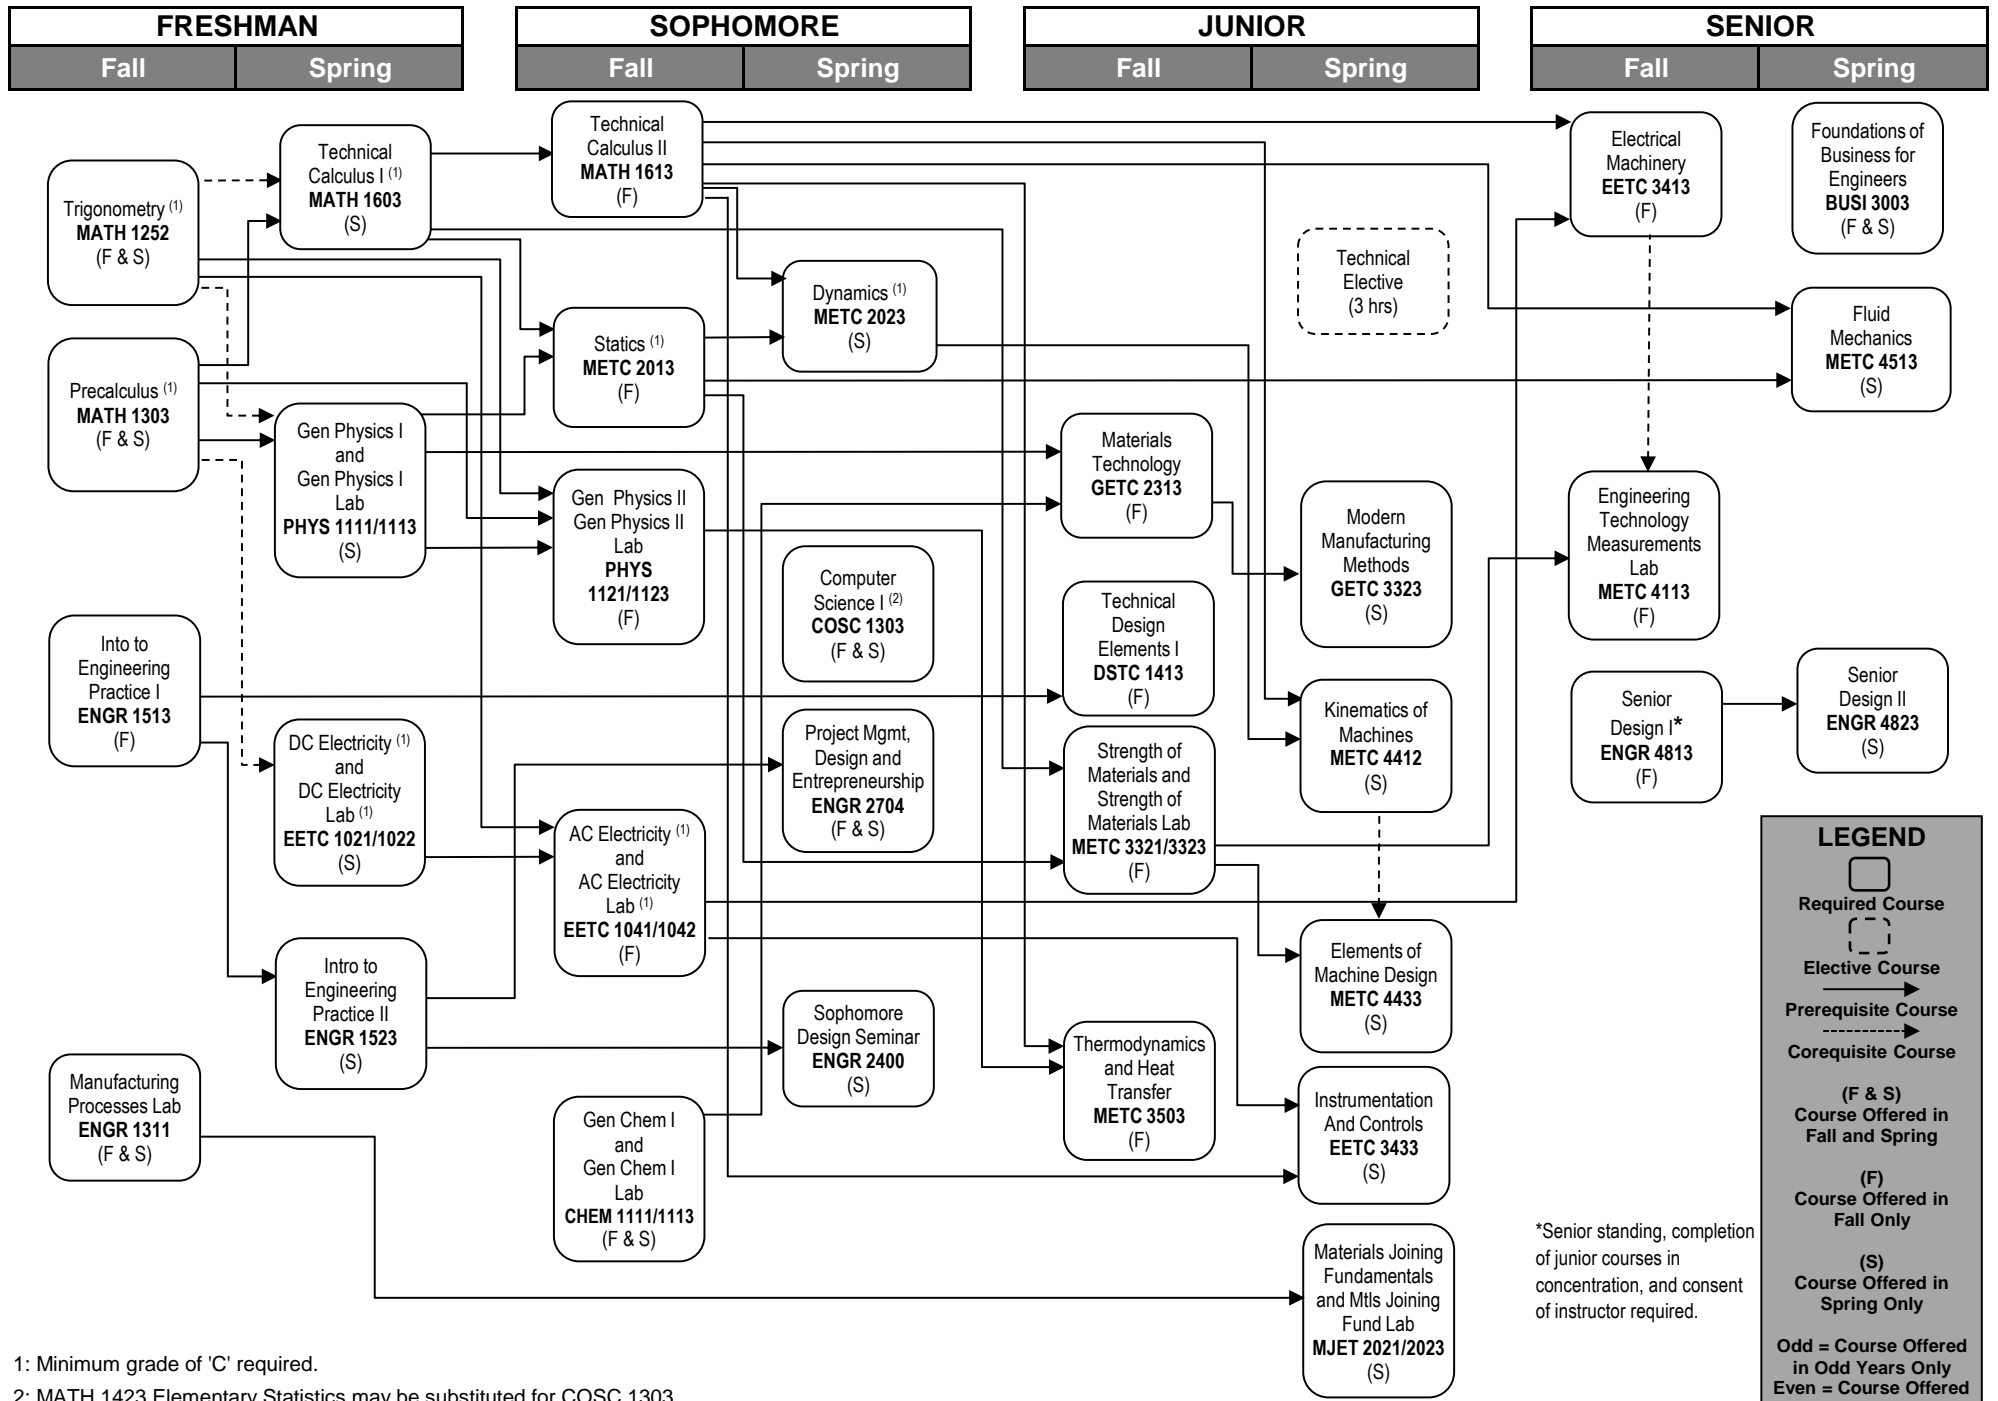 FRESHMAN
Fall
Spring
SOPHOMORE
Fall
Spring
JUNIOR
Fall
Spring
SENIOR
Fall
Spring
Trigonometry (1)
MATH 1252
(F & S)
Precalculus (1)
MATH 1303
(F & S)
Into to
Engineering
Practice I
ENGR 1513
(F)
Manufacturing
Processes Lab
ENGR 1311
(F & S)
Technical
Calculus I (1)
MATH 1603
(S)
Gen Physics I
and
Gen Physics I
Lab
PHYS 1111/1113
(S)
DC Electricity (1)
and
DC Electricity
Lab (1)
EETC 1021/1022
(S)
Intro to
Engineering
Practice II
ENGR 1523
(S)
Technical
Calculus II
MATH 1613
(F)
Statics (1)
METC 2013
(F)
Gen Physics II
Gen Physics II
Lab
PHYS
1121/1123
(F)
AC Electricity (1)
and
AC Electricity
Lab (1)
EETC 1041/1042
(F)
Gen Chem I
and
Gen Chem I
Lab
CHEM 1111/1113
(F & S)
Dynamics (1)
METC 2023
(S)
Computer
Science I (2)
COSC 1303
(F & S)
Project Mgmt,
Design and
Entrepreneurship
ENGR 2704
(F & S)
Sophomore
Design Seminar
ENGR 2400
(S)
Materials
Technology
GETC 2313
(F)
Technical
Design
Elements I
DSTC 1413
(F)
Strength of
Materials and
Strength of
Materials Lab
METC 3321/3323
(F)
Thermodynamics
and Heat
Transfer
METC 3503
(F)
Technical
Elective
(3 hrs)
Modern
Manufacturing
Methods
GETC 3323
(S)
Kinematics of
Machines
METC 4412
(S)
Elements of
Machine Design
METC 4433
(S)
Instrumentation
And Controls
EETC 3433
(S)
Materials Joining
Fundamentals
and Mtls Joining
Fund Lab
MJET 2021/2023
(S)
Electrical
Machinery
EETC 3413
(F)
Engineering
Technology
Measurements
Lab
METC 4113
(F)
Senior
Design I*
ENGR 4813
(F)
Foundations of
Business for
Engineers
BUSI 3003
(F & S)
Fluid
Mechanics
METC 4513
(S)
Senior
Design II
ENGR 4823
(S)
*Senior standing, completion
of junior courses in
concentration, and consent
of instructor required.
LEGEND
Required Course
Elective Course
Prerequisite Course
Corequisite Course
(F & S)
Course Offered in
Fall and Spring
(F)
Course Offered in
Fall Only
(S)
Course Offered in
Spring Only
Odd = Course Offered
in Odd Years Only
Even = Course Offered
1: Minimum grade of 'C' required.
2: MATH 1423 Elementary Statistics may be substituted for COSC 1303.